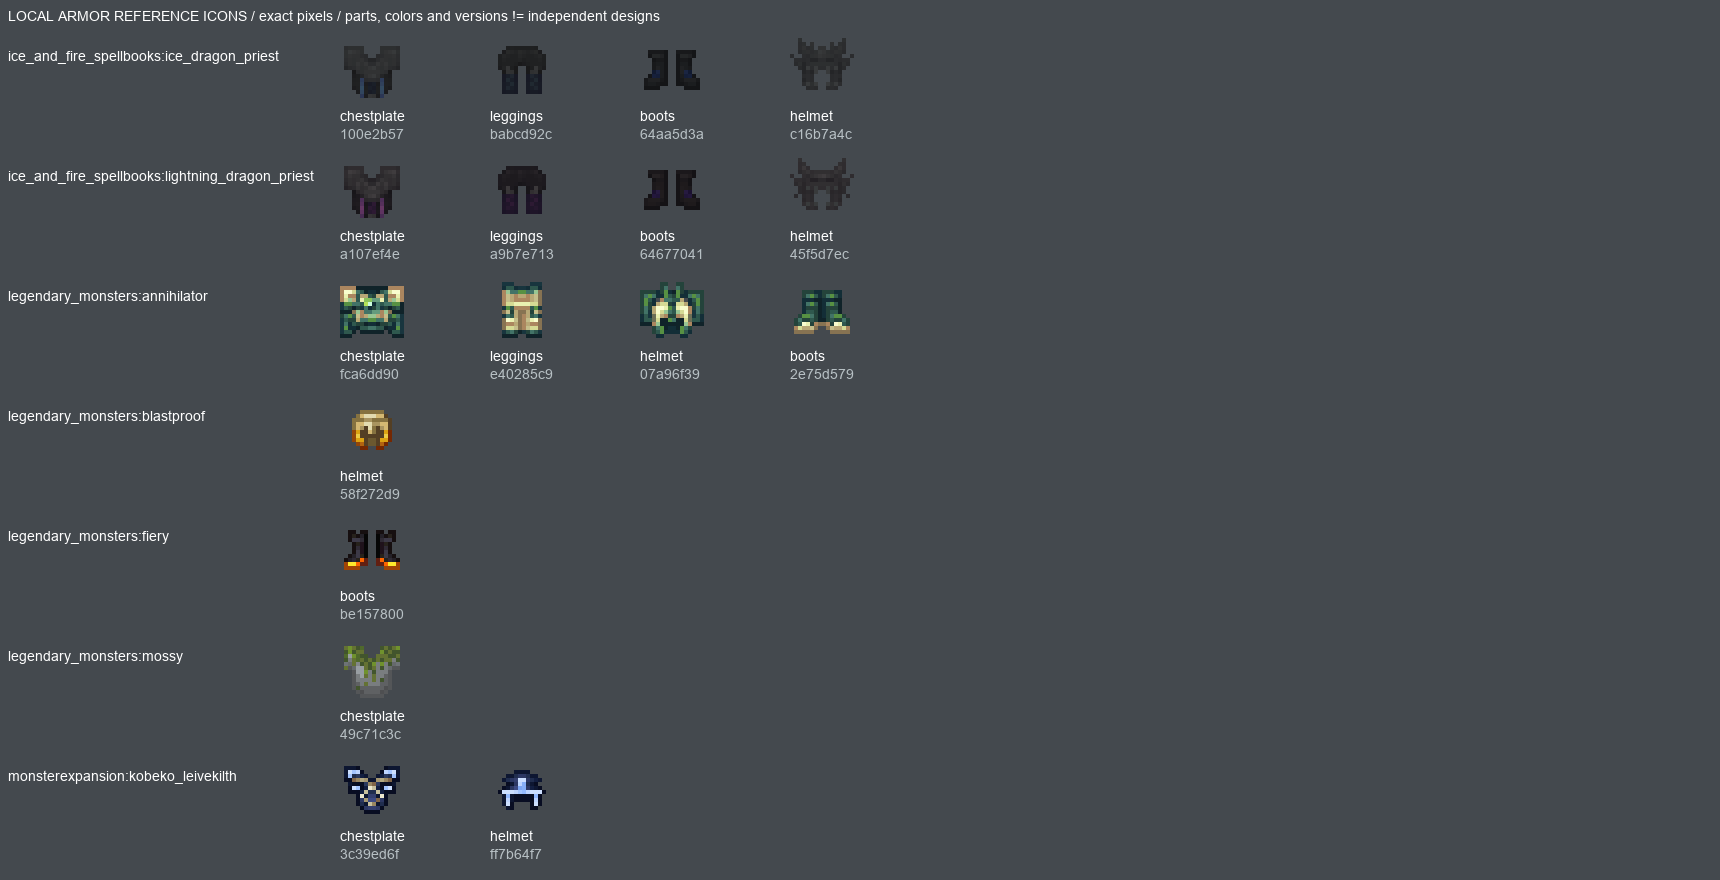 LOCAL ARMOR REFERENCE ICONS / exact pixels / parts, colors and versions != independent designs
ice_and_fire_spellbooks:ice_dragon_priest
chestplate leggings boots helmet
100e2b57 babcd92c 64aa5d3a c16b7a4c
ice_and_fire_spellbooks:lightning_dragon_priest
chestplate leggings boots helmet
a107ef4e a9b7e713 64677041 45f5d7ec
legendary_monsters:annihilator
chestplate leggings helmet boots
fca6dd90 e40285c9 07a96f39 2e75d579
legendary_monsters:blastproof
helmet
58f272d9
legendary_monsters:fiery
boots
be157800
legendary_monsters:mossy
chestplate
49c71c3c
monsterexpansion:kobeko_leivekilth
chestplate helmet
3c39ed6f ff7b64f7